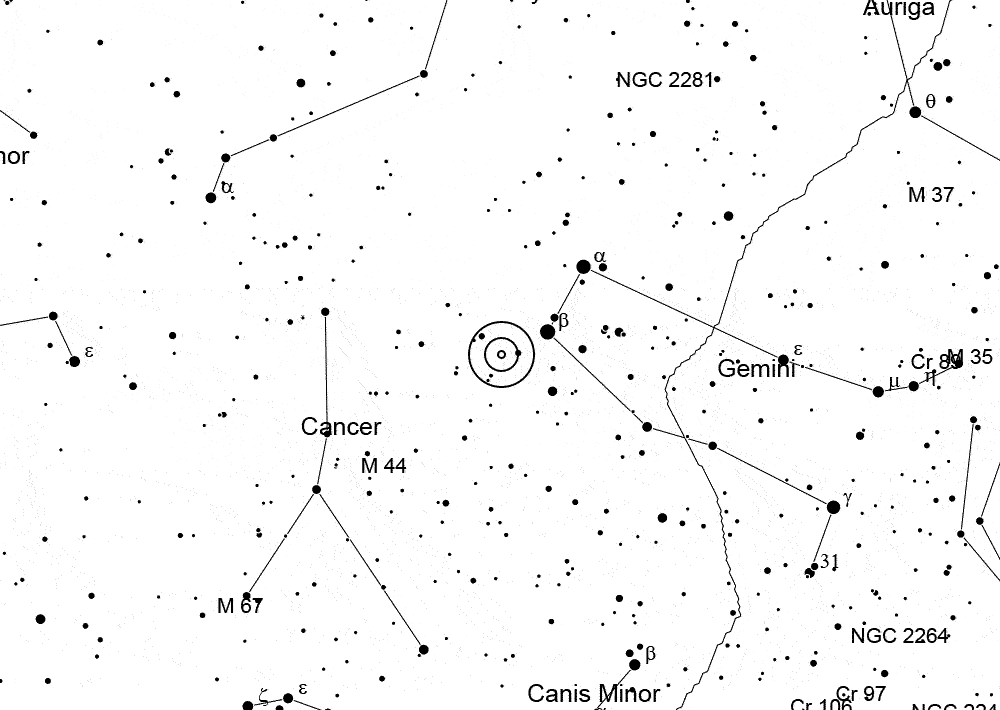 Auriga
NGC 2281
θ
nor
α
M 37
α
β
ε
ε
Gemini
μ
η
Cr 89
M 35
Cancer
M 44
γ
31
M 67
NGC 2264
β
ζ
ε
Canis Minor
α
Cr 106
Cr 97